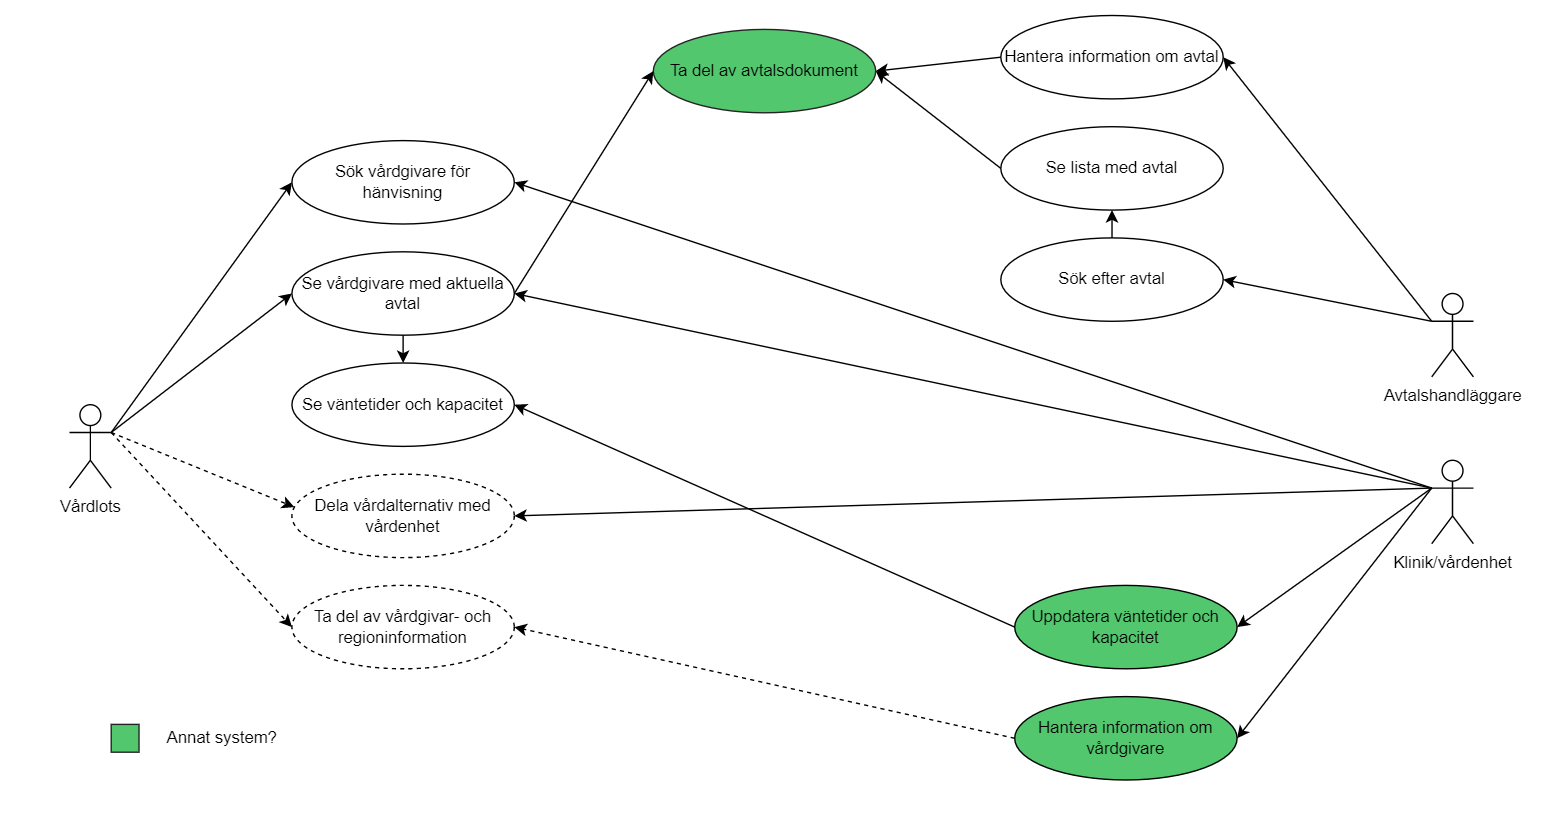 Ta del av avtalsdokument
Hantera information om avtal
Sök vårdgivare för
hänvisning
Se lista med avtal
Se vårdgivare med aktuella
avtal
Sök efter avtal
Se väntetider och kapacitet
Avtalshandläggare
Vårdlots
Dela vårdalternativ med
vårdenhet
Klinik/vårdenhet
Ta del av vårdgivar- och
regioninformation
Uppdatera väntetider och
kapacitet
Hantera information om
vårdgivare
Annat system?